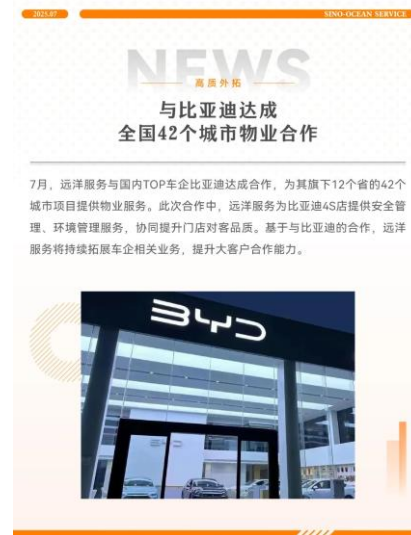 2025.07
SINO-OCEAN SERVICE
NEWS
高质外拓
与比亚迪达成
全国42个城市物业合作
7月，远洋服务与国内TOP车企比亚迪达成合作，为其旗下12个省的42个
城市项目提供物业服务。此次合作中，远洋服务为比亚迪4S店提供安全管
理、环境管理服务，协同提升门店对客品质。基于与比亚迪的合作，远洋
服务将持续拓展车企相关业务，提升大客户合作能力。
BYD
BYD